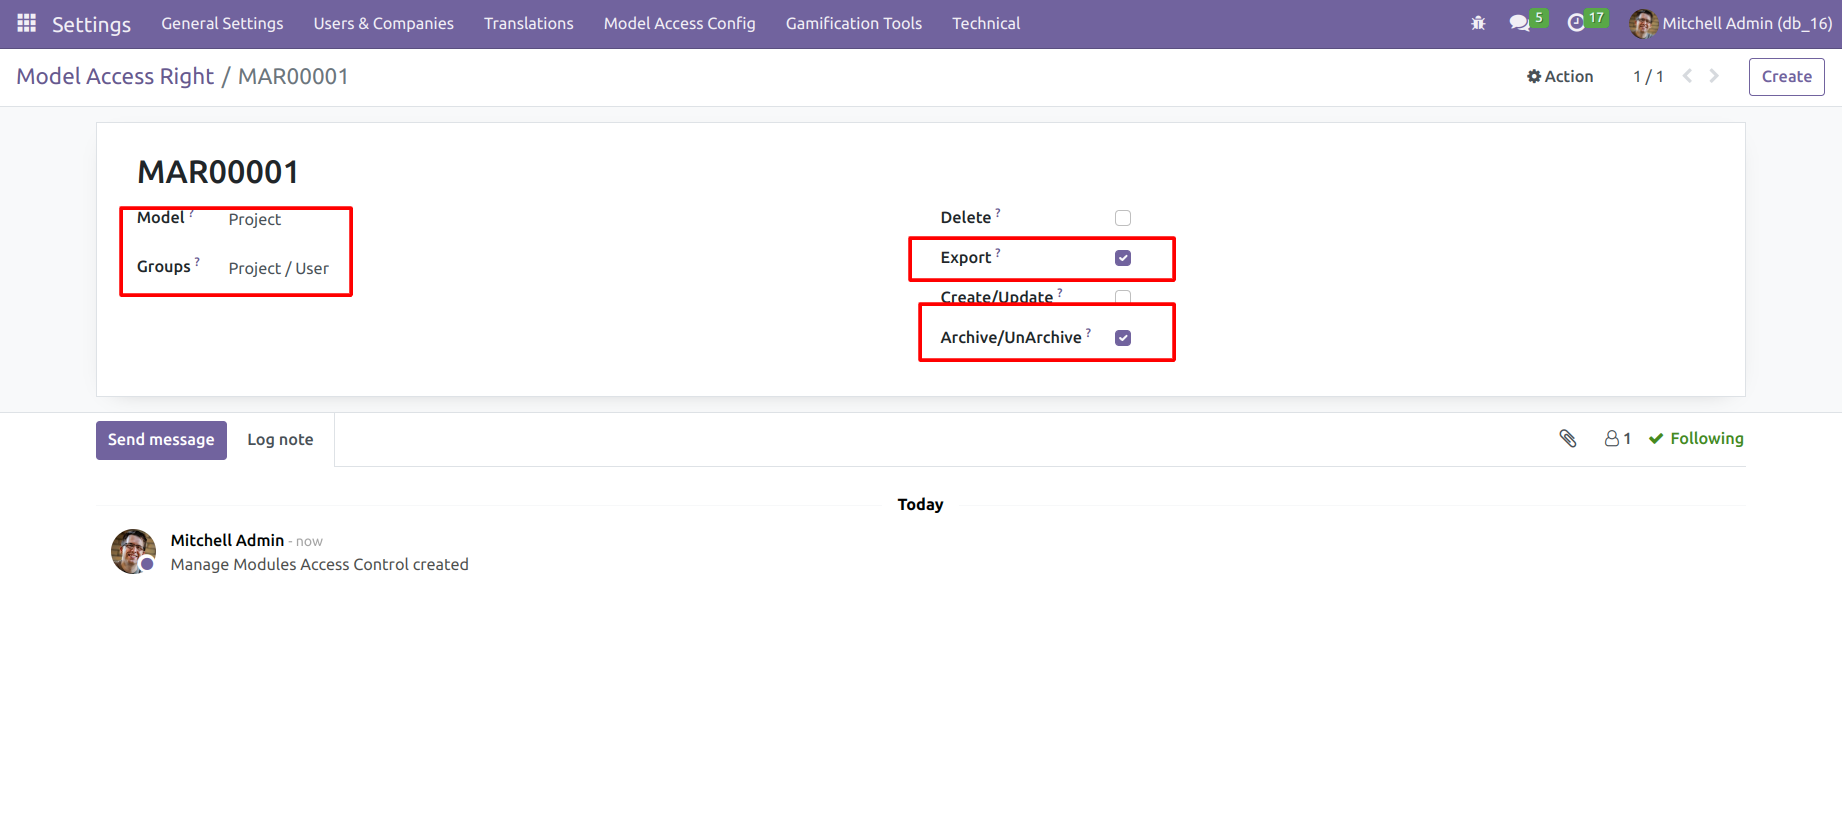 Settings General Settings Users & Companies Translations Model Access Config Gamification Tools Technical 5 17 Mitchell Admin (db_16)
Model Access Right / MAR00001 Action 1 / 1 Create
MAR00001
Model ? Project
Groups ? Project / User
Delete ?
Export ?
Create/Update ?
Archive/UnArchive ?
Send message Log note 1 Following
Today
Mitchell Admin - now
Manage Modules Access Control created